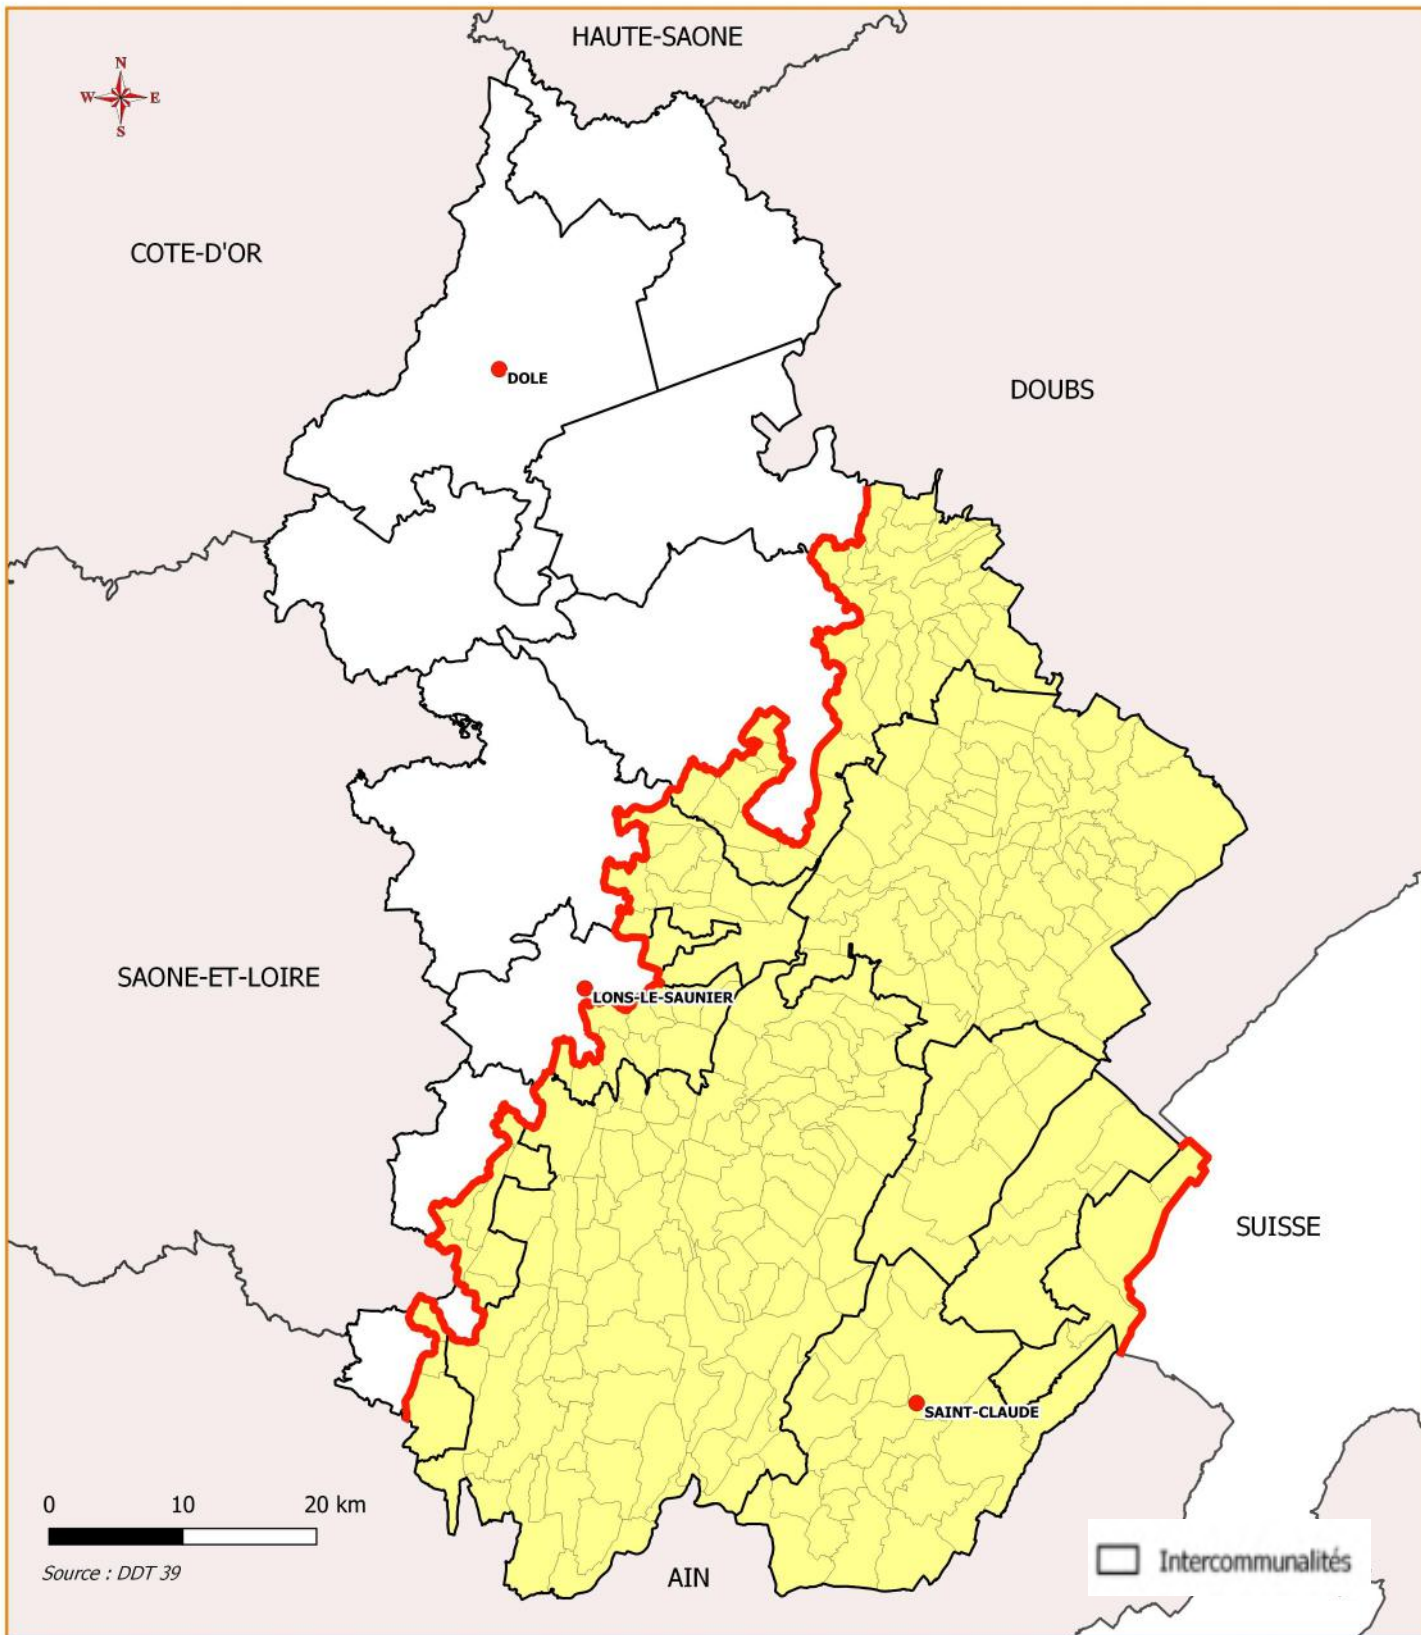 HAUTE-SAONE
N
W E
S
COTE-D'OR
DOLE
DOUBS
SAONE-ET-LOIRE
LONS-LE-SAUNIER
SUISSE
SAINT-CLAUDE
0 10 20 km
Source : DDT 39
AIN
Intercommunalités